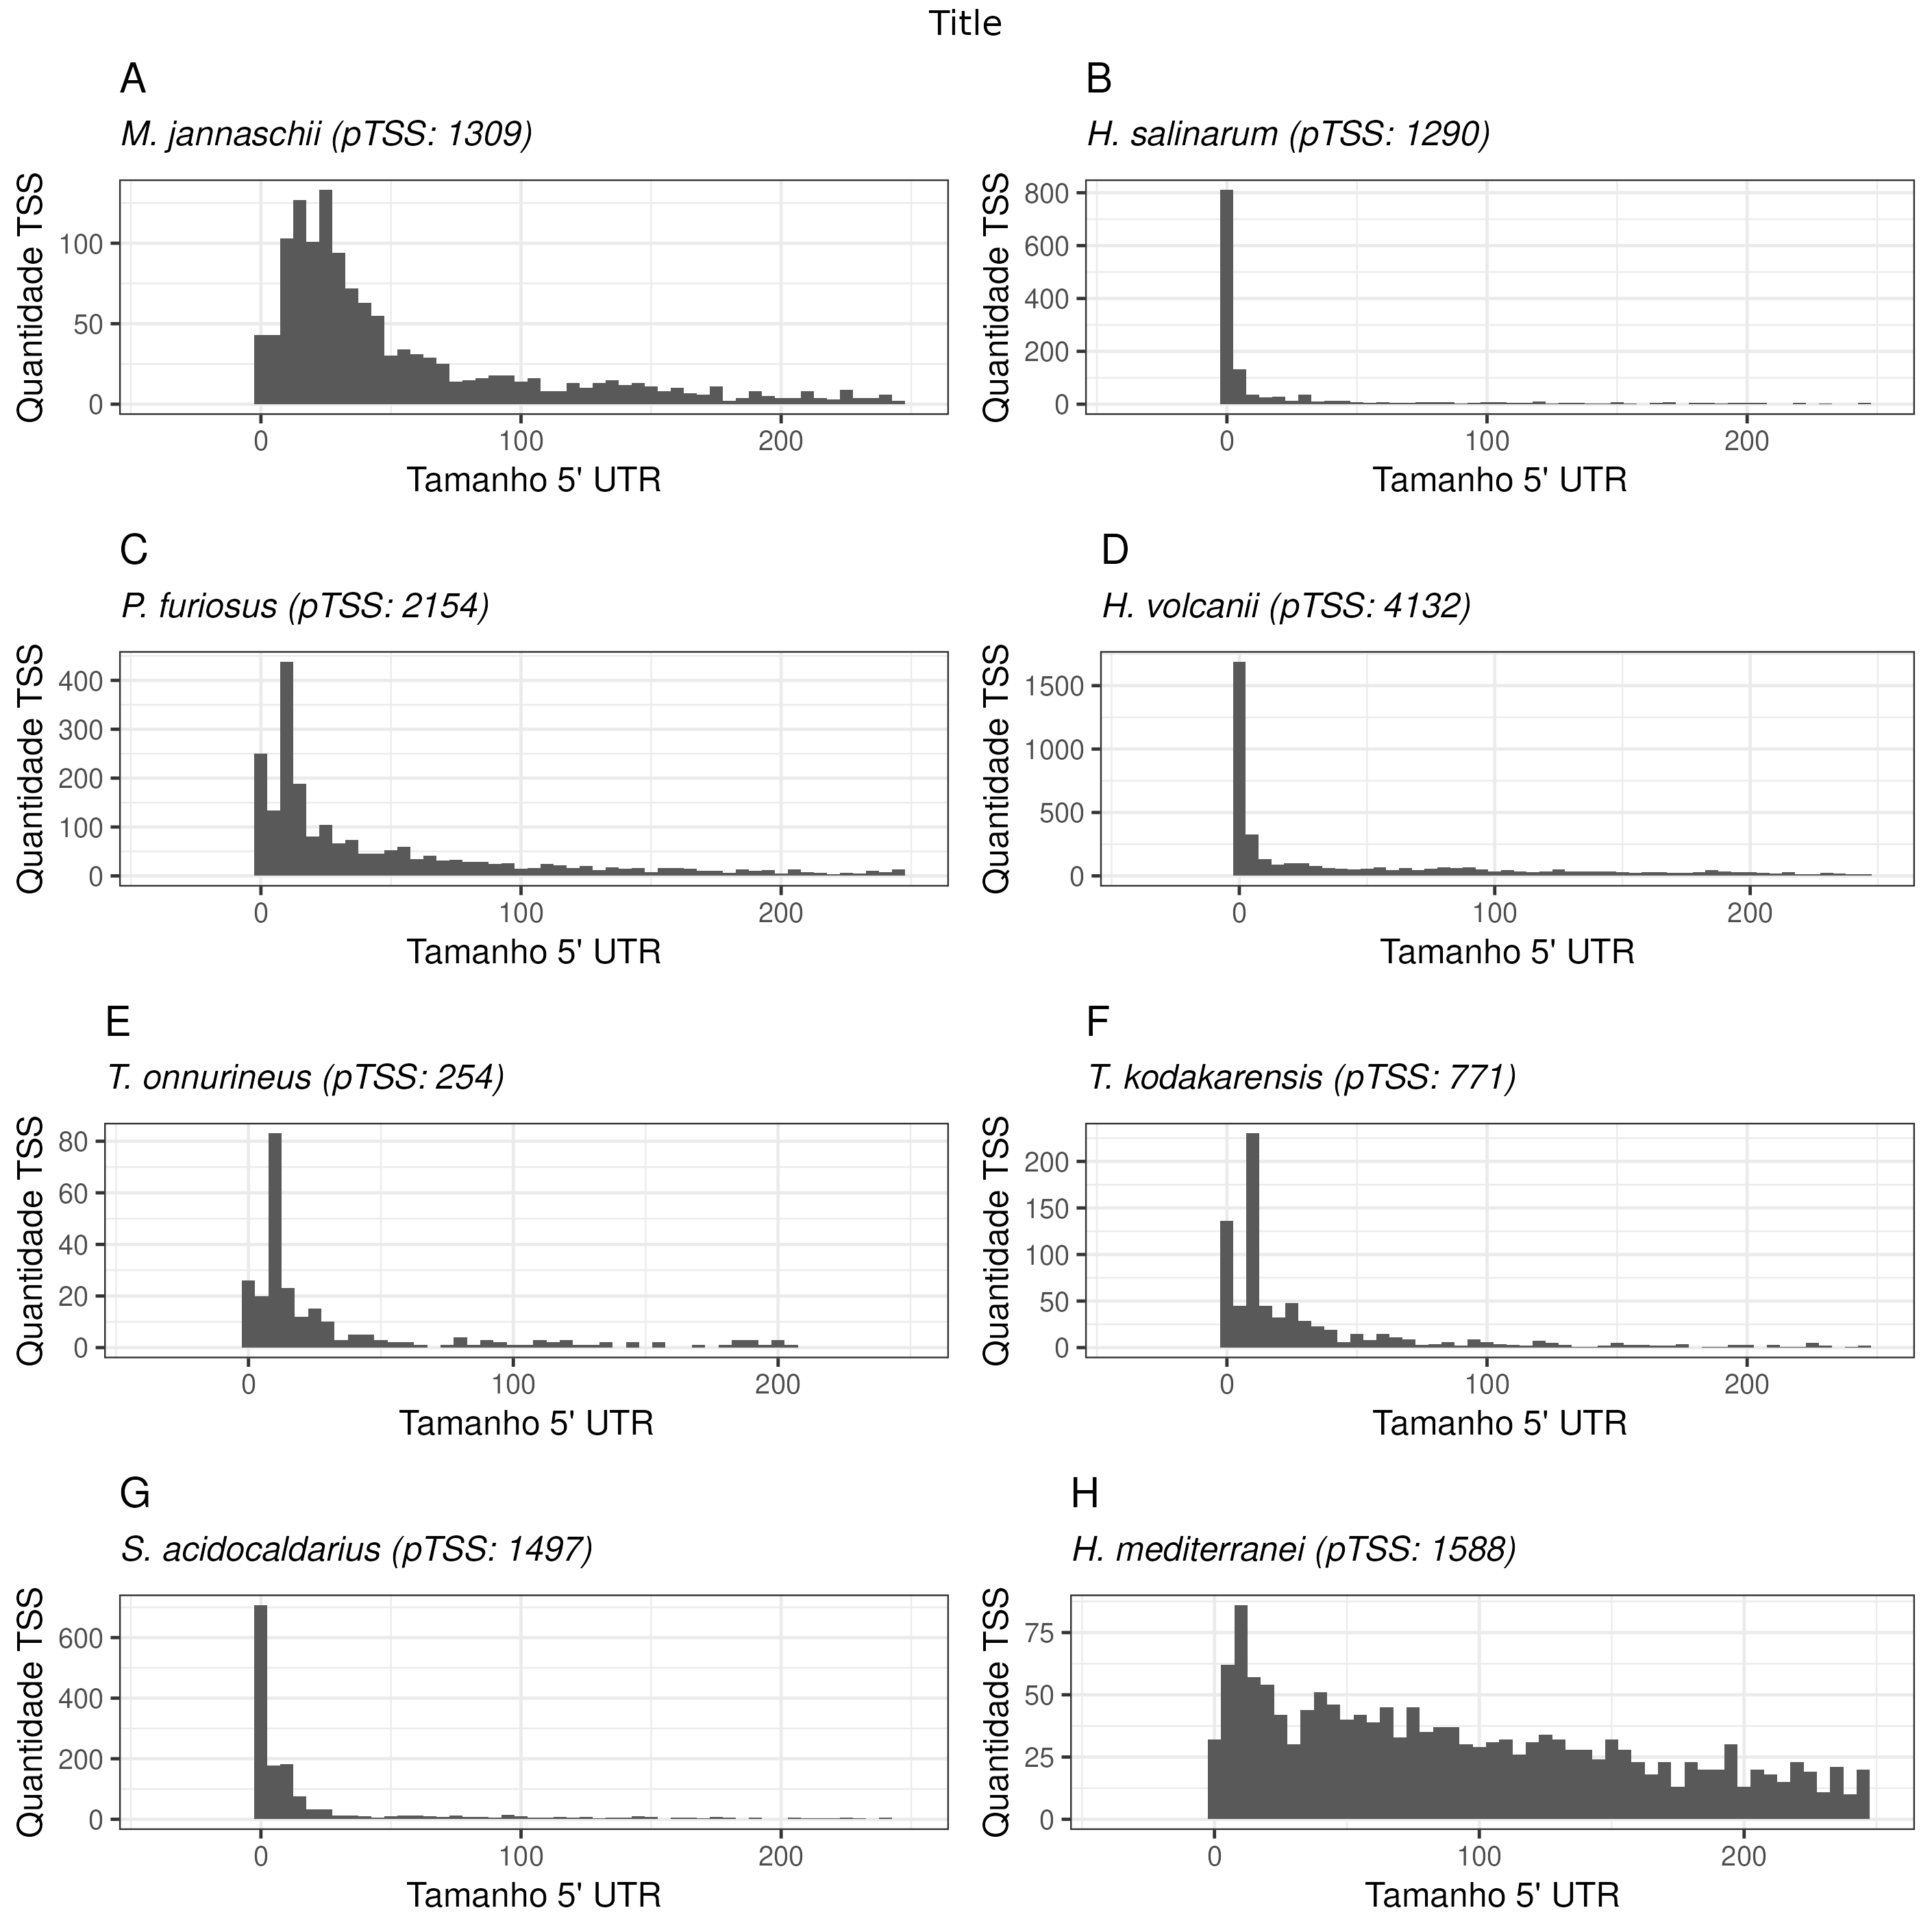 Title
A
M. jannaschii (pTSS: 1309)
Quantidade TSS
100
50
0
0 100 200
Tamanho 5' UTR
B
H. salinarum (pTSS: 1290)
Quantidade TSS
800
600
400
200
0
0 100 200
Tamanho 5' UTR
C
P. furiosus (pTSS: 2154)
Quantidade TSS
400
300
200
100
0
0 100 200
Tamanho 5' UTR
D
H. volcanii (pTSS: 4132)
Quantidade TSS
1500
1000
500
0
0 100 200
Tamanho 5' UTR
E
T. onnurineus (pTSS: 254)
Quantidade TSS
80
60
40
20
0
0 100 200
Tamanho 5' UTR
F
T. kodakarensis (pTSS: 771)
Quantidade TSS
200
150
100
50
0
0 100 200
Tamanho 5' UTR
G
S. acidocaldarius (pTSS: 1497)
Quantidade TSS
600
400
200
0
0 100 200
Tamanho 5' UTR
H
H. mediterranei (pTSS: 1588)
Quantidade TSS
75
50
25
0
0 100 200
Tamanho 5' UTR